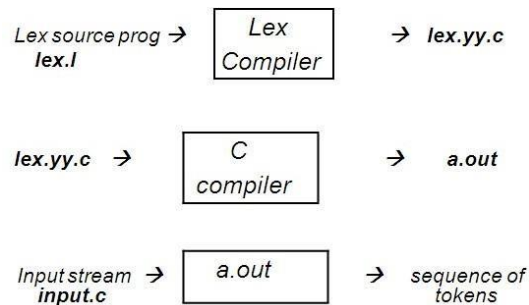 Lex source prog → Lex → lex.yy.c
lex.l Compiler
lex.yy.c → C → a.out
compiler
Input stream → a.out → sequence of
input.c tokens